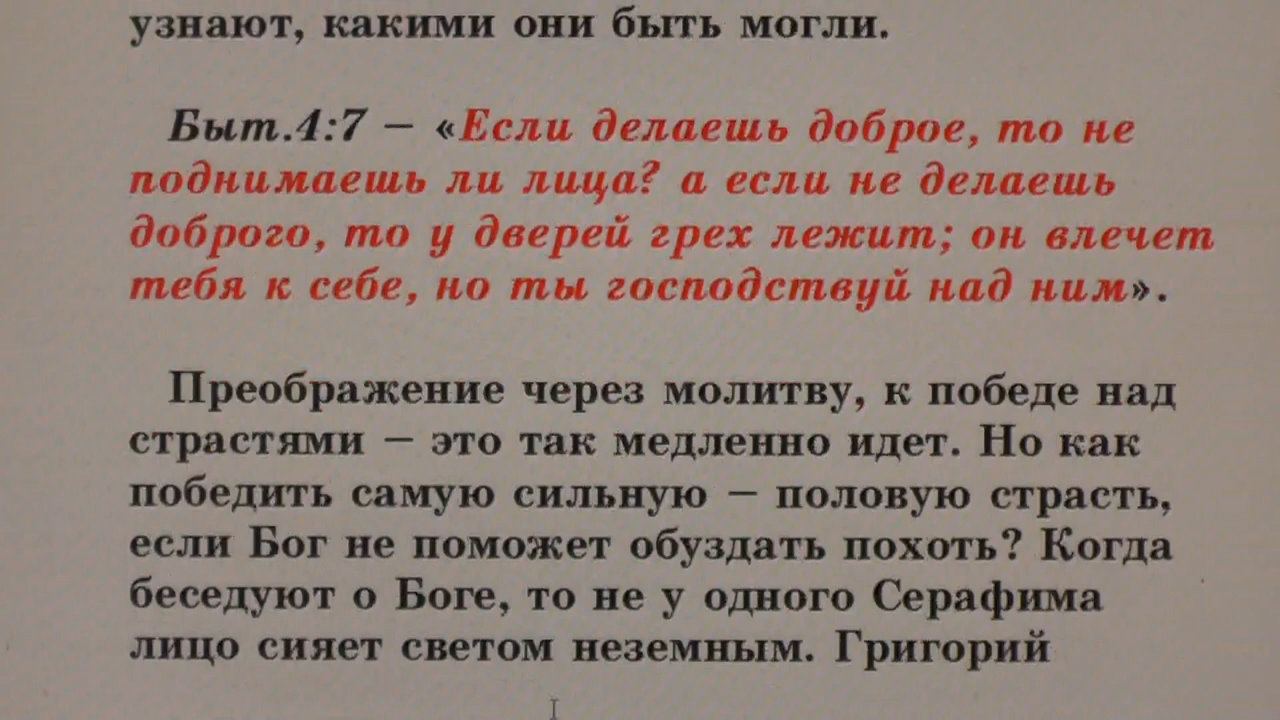 узнают, какими они быть могли.
Быт.4:7 – «Если делаешь доброе, то не
поднимаешь ли лица? а если не делаешь
доброго, то у дверей грех лежит; он влечет
тебя к себе, но ты господствуй над ним».
Преображение через молитву, к победе над
страстями – это так медленно идет. Но как
победить самую сильную – половую страсть,
если Бог не поможет обуздать похоть? Когда
беседуют о Боге, то не у одного Серафима
лицо сияет светом неземным. Григорий